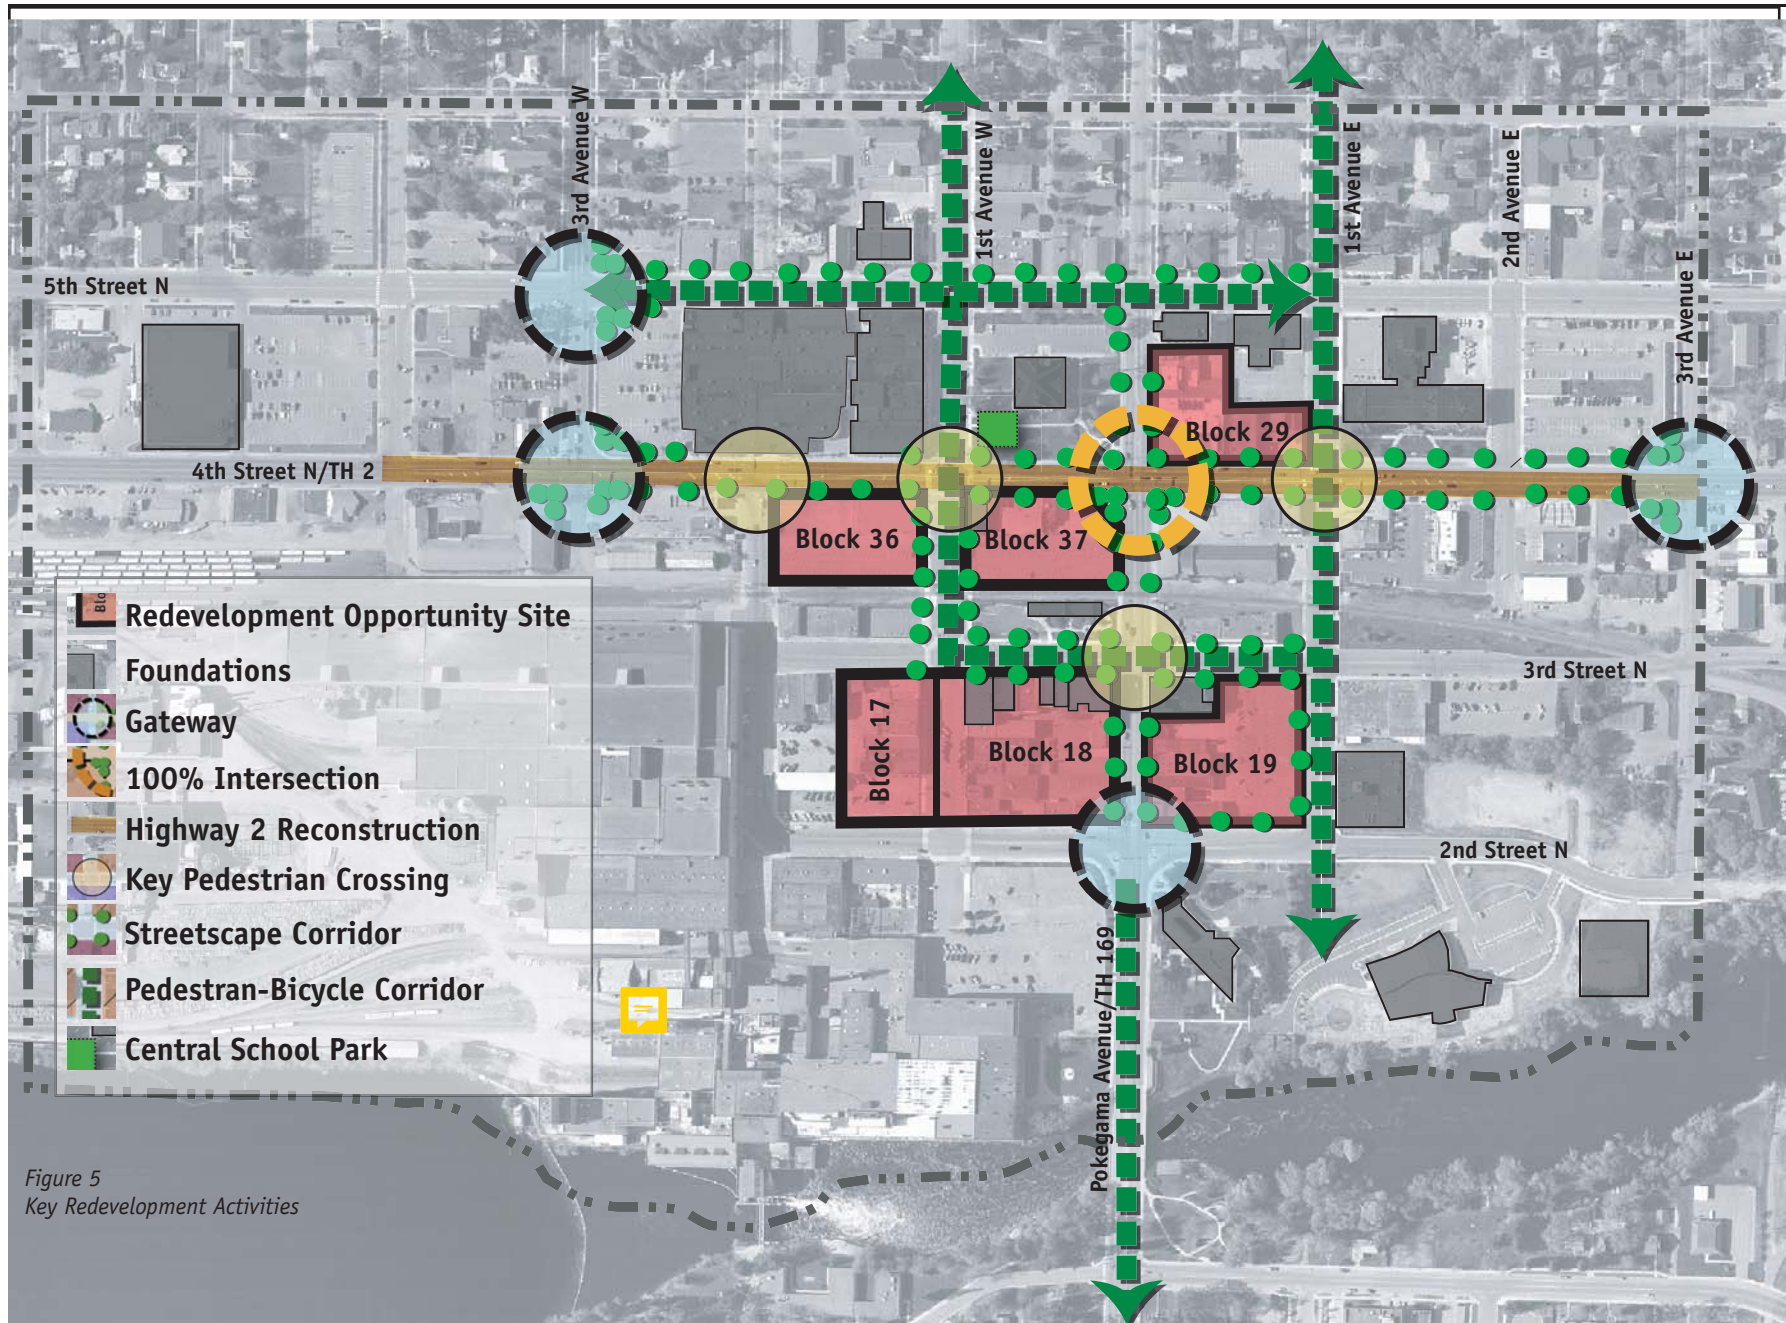 3rd Avenue W
1st Avenue W
1st Avenue E
2nd Avenue E
3rd Avenue E
5th Street N
4th Street N/TH 2
Block 29
Block 36
Block 37
Redevelopment Opportunity Site
Foundations
Gateway
100% Intersection
Highway 2 Reconstruction
Key Pedestrian Crossing
Streetscape Corridor
Pedestran-Bicycle Corridor
Central School Park
3rd Street N
Block 17
Block 18
Block 19
2nd Street N
Pokegama Avenue/TH 169
Figure 5
Key Redevelopment Activities